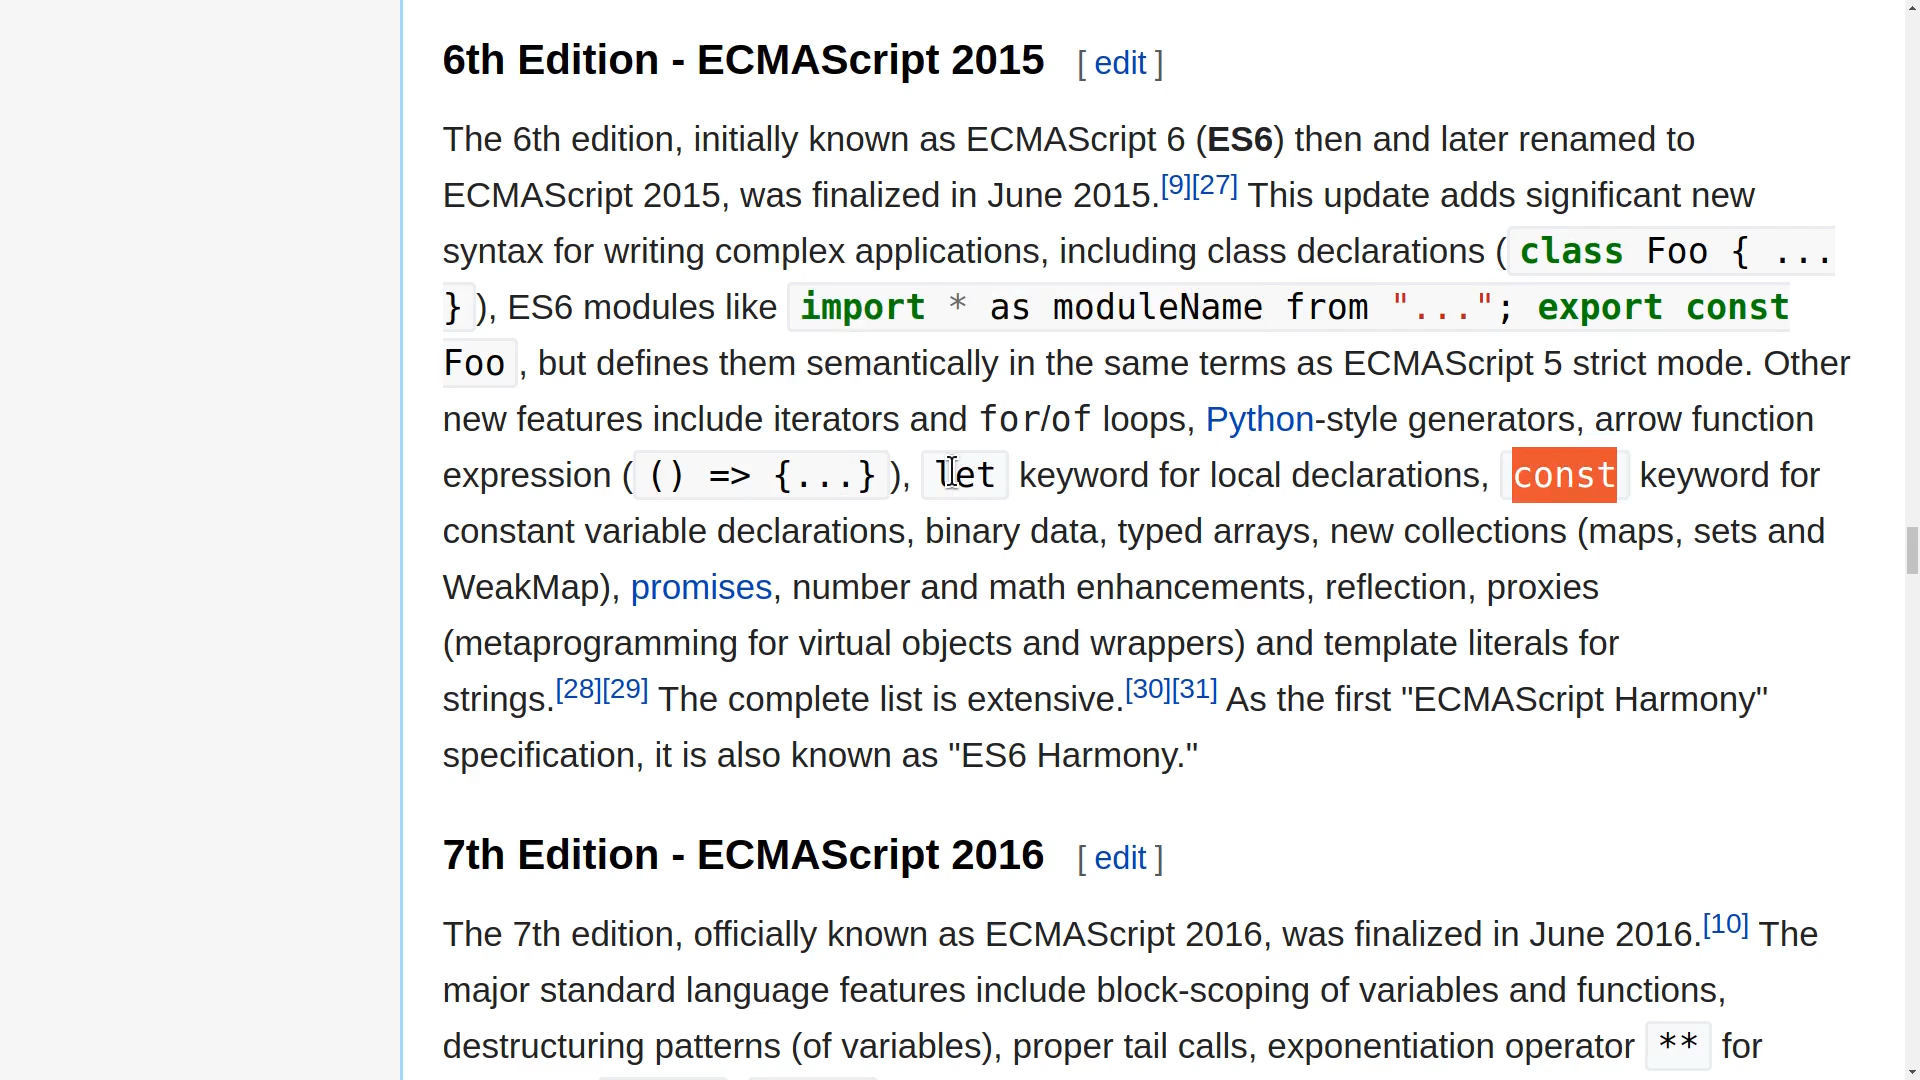 6th Edition - ECMAScript 2015 [ edit ]
The 6th edition, initially known as ECMAScript 6 (ES6) then and later renamed to
ECMAScript 2015, was finalized in June 2015.[9][27] This update adds significant new
syntax for writing complex applications, including class declarations (class Foo { ...
}), ES6 modules like import * as moduleName from "..."; export const
Foo, but defines them semantically in the same terms as ECMAScript 5 strict mode. Other
new features include iterators and for/of loops, Python-style generators, arrow function
expression (() => {...}), let keyword for local declarations, const keyword for
constant variable declarations, binary data, typed arrays, new collections (maps, sets and
WeakMap), promises, number and math enhancements, reflection, proxies
(metaprogramming for virtual objects and wrappers) and template literals for
strings.[28][29] The complete list is extensive.[30][31] As the first "ECMAScript Harmony"
specification, it is also known as "ES6 Harmony."
7th Edition - ECMAScript 2016 [ edit ]
The 7th edition, officially known as ECMAScript 2016, was finalized in June 2016.[10] The
major standard language features include block-scoping of variables and functions,
destructuring patterns (of variables), proper tail calls, exponentiation operator ** for